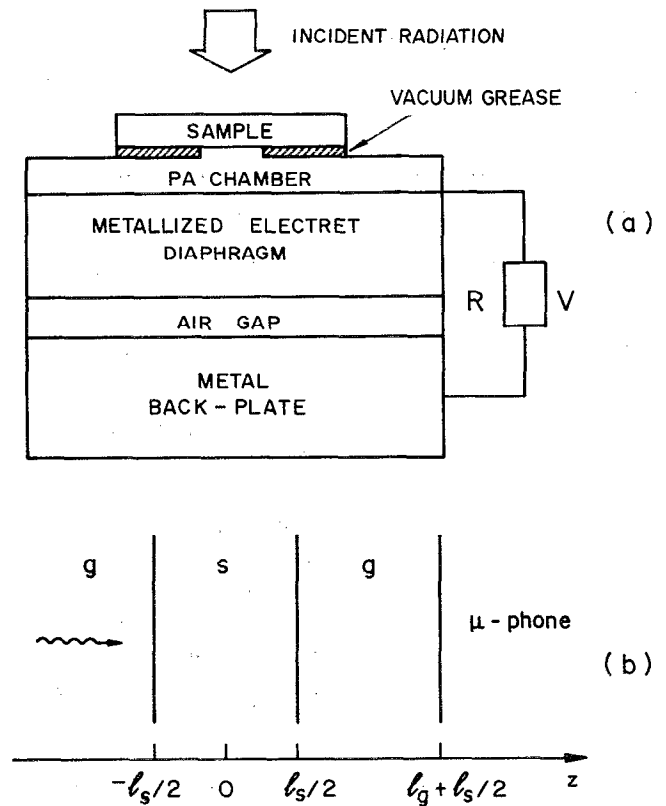 INCIDENT RADIATION
VACUUM GREASE
SAMPLE
PA CHAMBER
METALLIZED ELECTRET
DIAPHRAGM
(a)
R V
AIR GAP
METAL
BACK-PLATE
g s g
μ-phone
(b)
-ℓs/2 0 ℓs/2 ℓg+ℓs/2 z